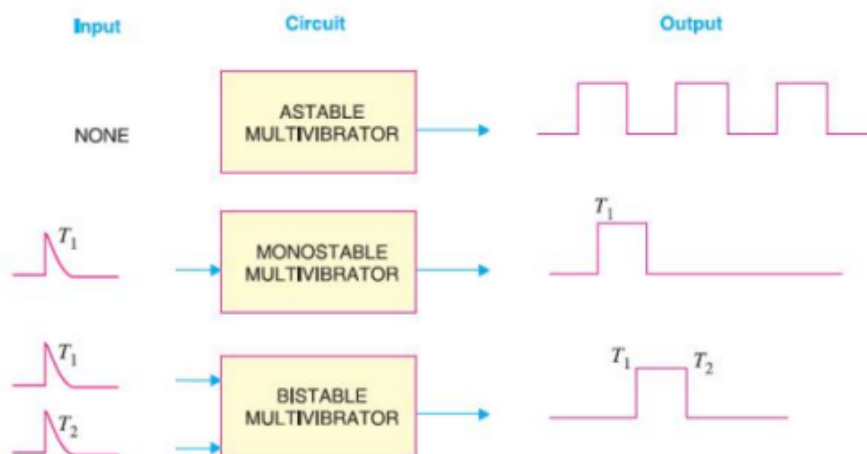 Input Circuit Output
NONE
ASTABLE
MULTIVIBRATOR
T1
MONOSTABLE
MULTIVIBRATOR
T1
T1
T2
BISTABLE
MULTIVIBRATOR
T1 T2